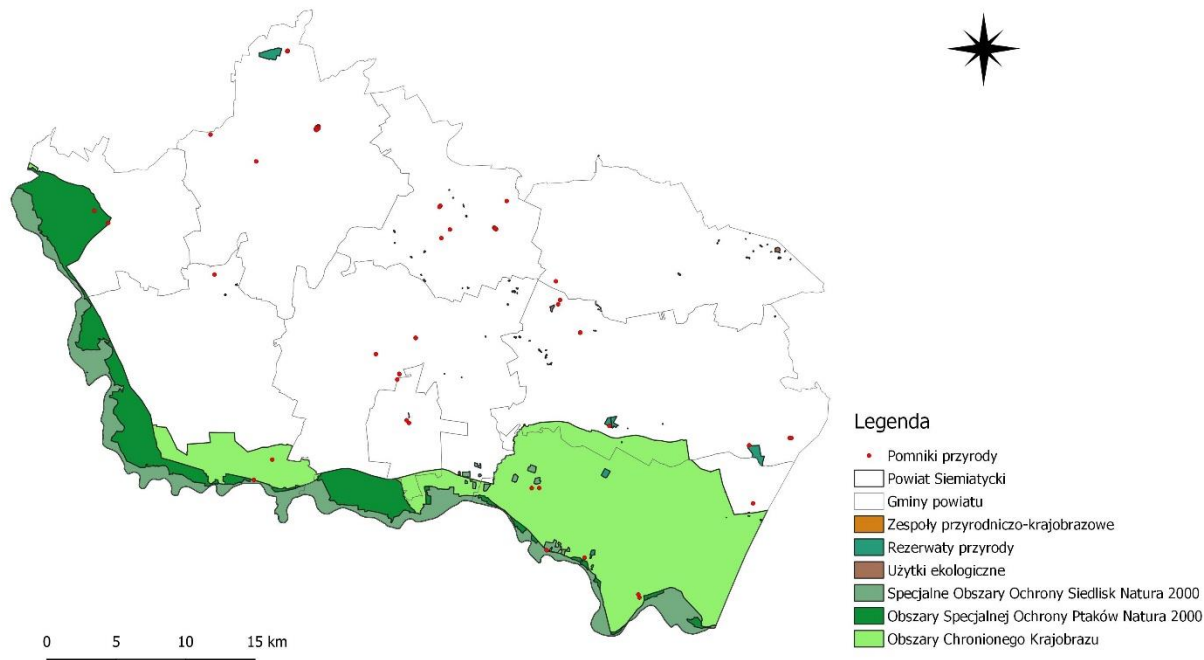 Legenda
Pomniki przyrody
Powiat Siemiatycki
Gminy powiatu
Zespoły przyrodniczo-krajobrazowe
Rezerwaty przyrody
Użytki ekologiczne
Specjalne Obszary Ochrony Siedlisk Natura 2000
Obszary Specjalnej Ochrony Ptaków Natura 2000
Obszary Chronionego Krajobrazu
0 5 10 15 km